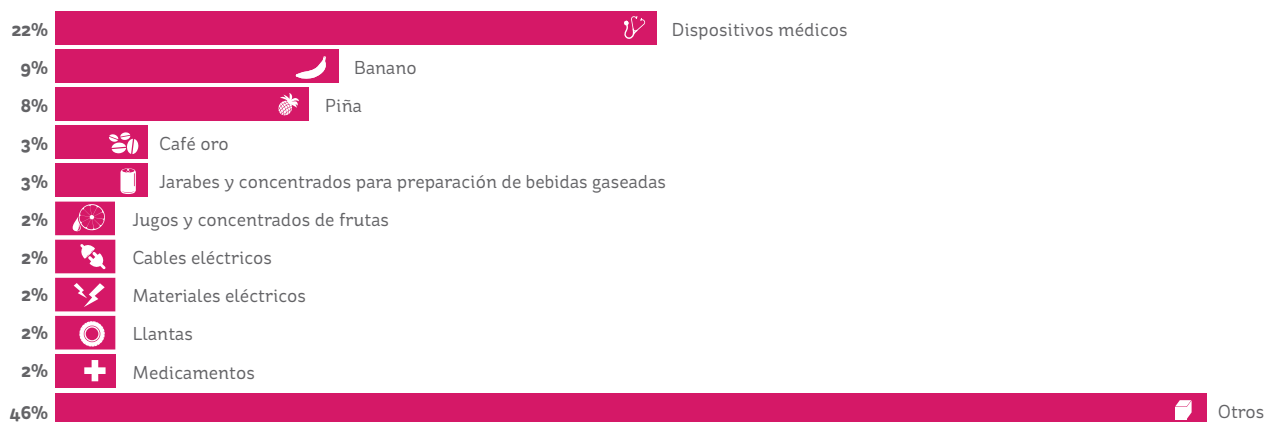 22% Dispositivos médicos
9% Banano
8% Piña
3% Café oro
3% Jarabes y concentrados para preparación de bebidas gaseadas
2% Jugos y concentrados de frutas
2% Cables eléctricos
2% Materiales eléctricos
2% Llantas
2% Medicamentos
46% Otros